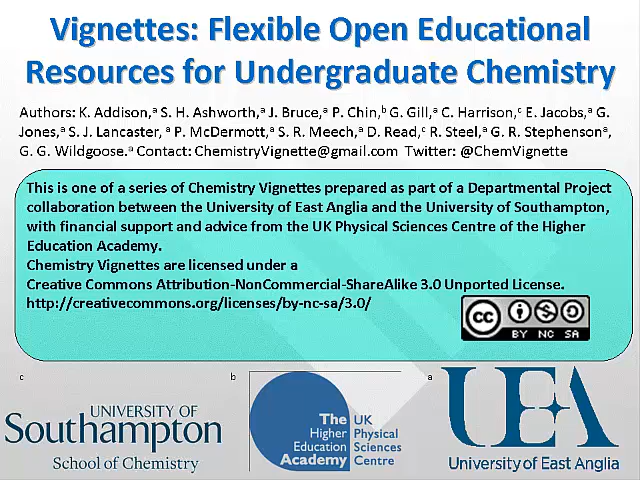 Vignettes: Flexible Open Educational
Resources for Undergraduate Chemistry
Authors: K. Addison,ᵃ S. H. Ashworth,ᵃ J. Bruce,ᵃ P. Chin,ᵇ G. Gill,ᵃ C. Harrison,ᶜ E. Jacobs,ᵃ G.
Jones,ᵃ S. J. Lancaster, ᵃ P. McDermott,ᵃ S. R. Meech,ᵃ D. Read,ᶜ R. Steel,ᵃ G. R. Stephensonᵃ,
G. G. Wildgoose.ᵃ Contact: ChemistryVignette@gmail.com Twitter: @ChemVignette
This is one of a series of Chemistry Vignettes prepared as part of a Departmental Project
collaboration between the University of East Anglia and the University of Southampton,
with financial support and advice from the UK Physical Sciences Centre of the Higher
Education Academy.
Chemistry Vignettes are licensed under a
Creative Commons Attribution-NonCommercial-ShareAlike 3.0 Unported License.
http://creativecommons.org/licenses/by-nc-sa/3.0/
cc
BY NC SA
c
UNIVERSITY OF
Southampton
School of Chemistry
b
The Higher Education Academy
UK Physical Sciences Centre
a
UEA
University of East Anglia